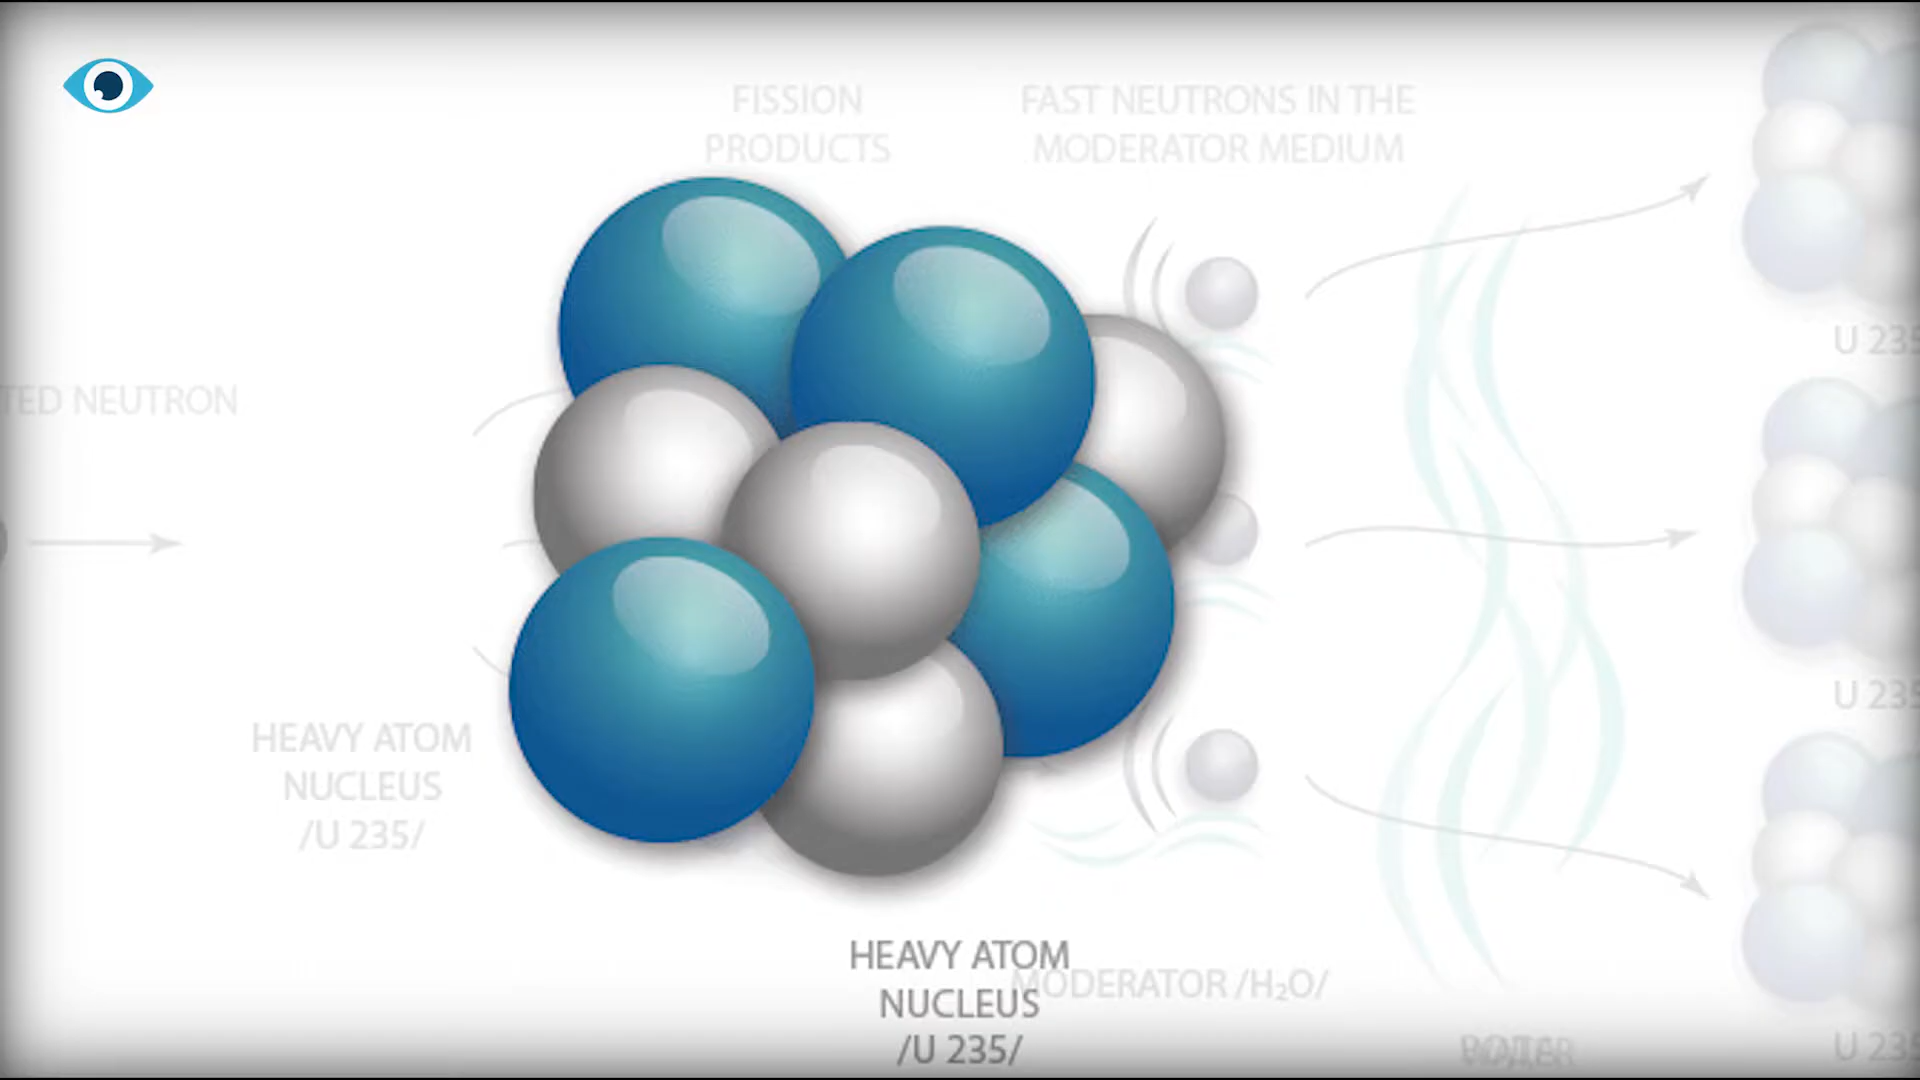 FISSION
PRODUCTS
FAST NEUTRONS IN THE
MODERATOR MEDIUM
U 235
TED NEUTRON
U 235
HEAVY ATOM
NUCLEUS
/U 235/
HEAVY ATOM
NUCLEUS
/U 235/
MODERATOR /H₂O/
U 235